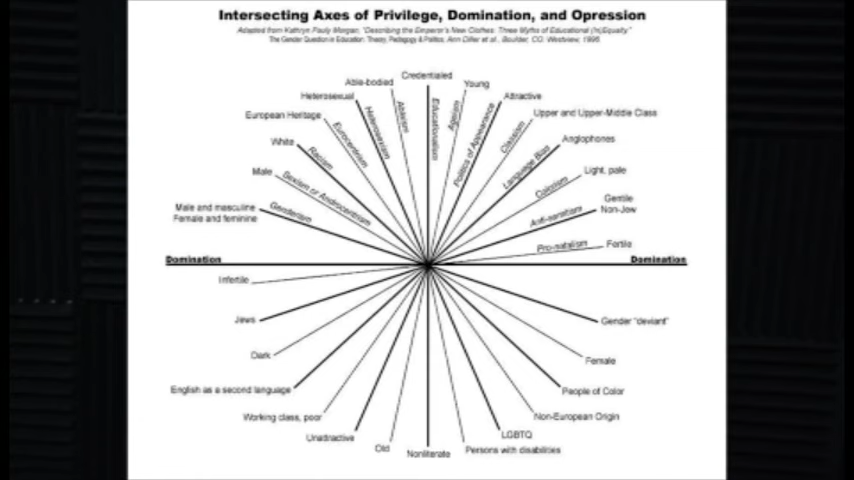 Intersecting Axes of Privilege, Domination, and Opression
Adapted from Kathryn Pauly Morgan, "Describing the Emperor's New Clothes: Three Myths of Educational (In)Equality."
The Gender Question in Education: Theory, Pedagogy & Politics, Ann Diller et al., Boulder, CO: Westview, 1996
Credentialed
Able-bodied
Young
Heterosexual
Attractive
European Heritage
Upper and Upper-Middle Class
White
Anglophones
Male
Light, pale
Male and masculine
Female and feminine
Gentile
Non-Jew
Fertile
Genderism
Sexism or Androcentrism
Racism
Eurocentrism
Heterosexism
Ableism
Educationalism
Ageism
Politics of Appearance
Classism
Language Bias
Colorism
Anti-semitism
Pro-natalism
Domination
Domination
Infertile
Jews
Gender "deviant"
Dark
Female
English as a second language
People of Color
Working class, poor
Non-European Origin
Unattractive
LGBTQ
Old
Nonliterate
Persons with disabilities